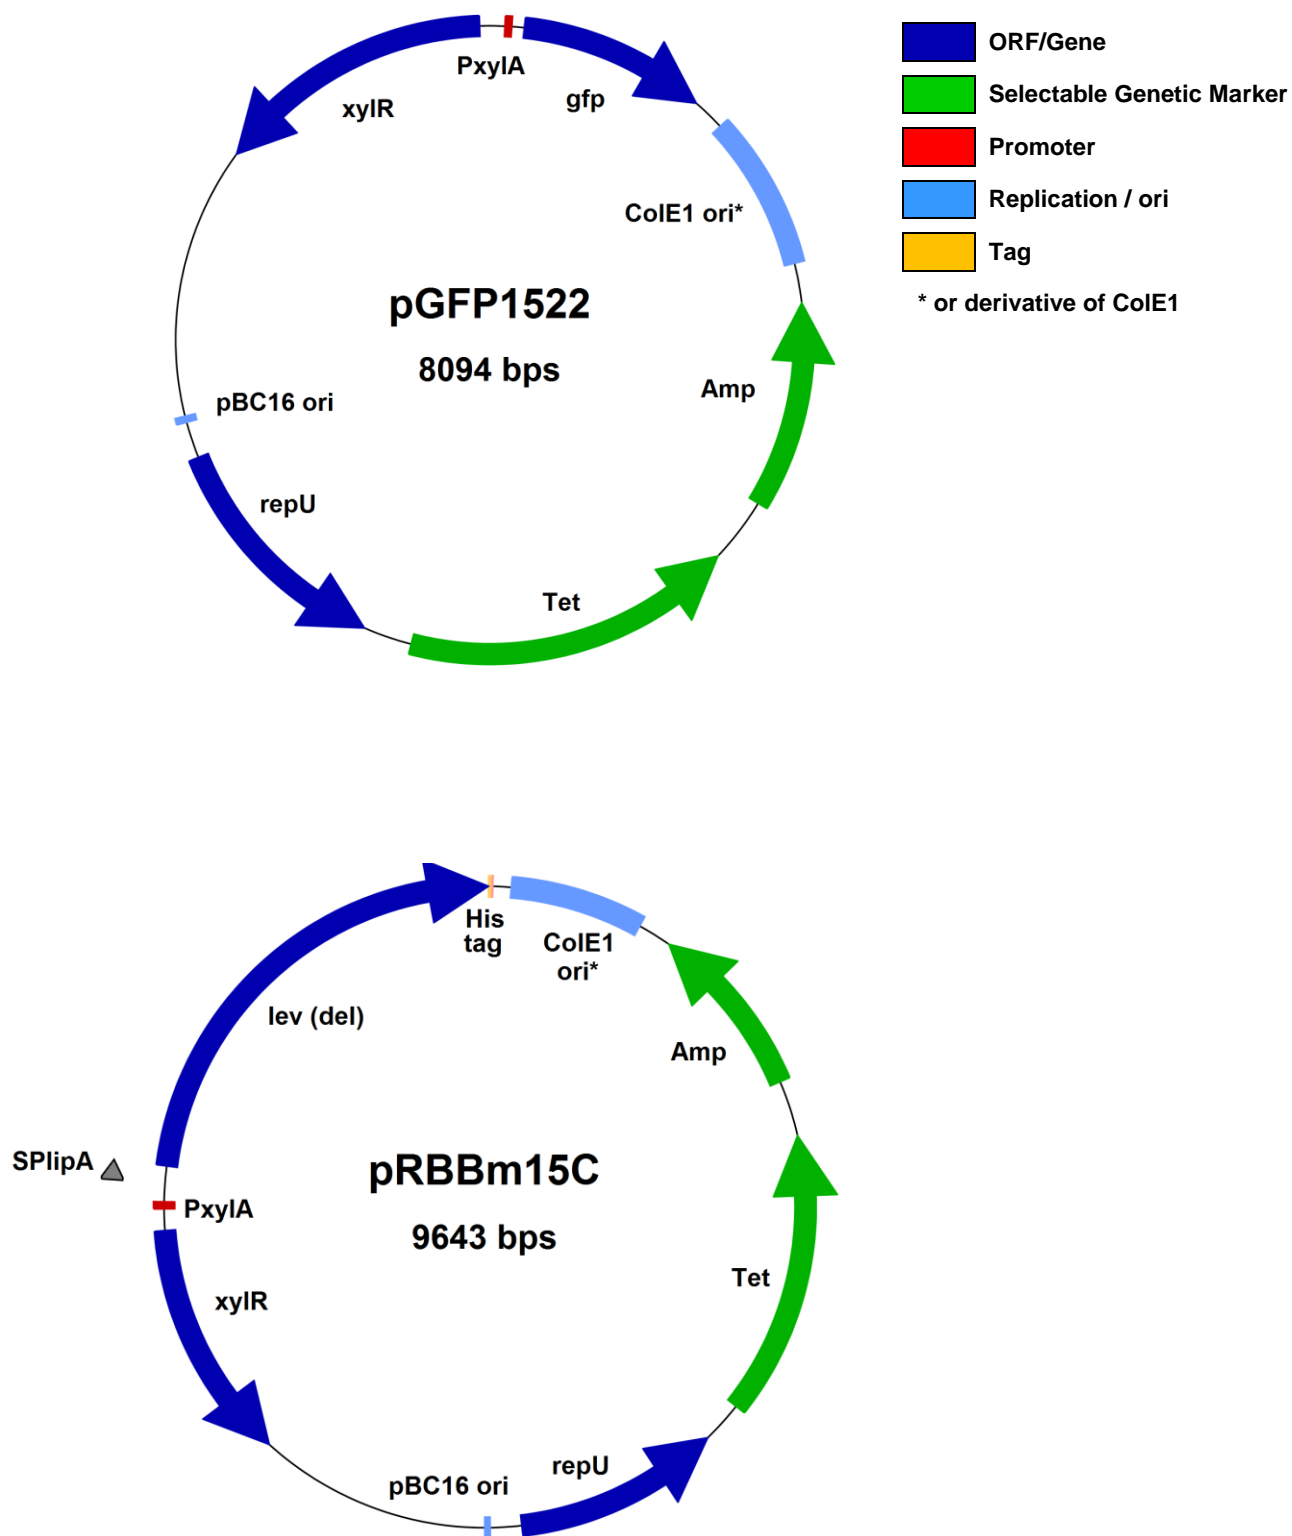 PxylA
gfp
xylR
ColE1 ori*
pGFP1522
8094 bps
Amp
pBC16 ori
repU
Tet
ORF/Gene
Selectable Genetic Marker
Promoter
Replication / ori
Tag
* or derivative of ColE1
His
tag
ColE1
ori*
lev (del)
Amp
SPlipA
pRBBm15C
PxylA
9643 bps
Tet
xylR
repU
pBC16 ori